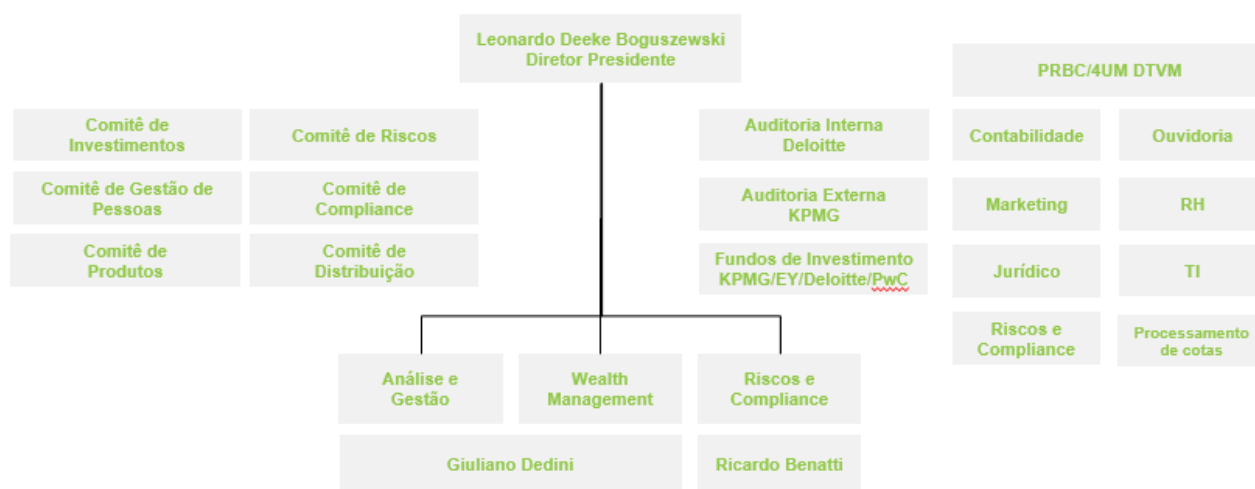 Leonardo Deeke Boguszewski
Diretor Presidente
PRBC/4UM DTVM
Comitê de
Investimentos
Comitê de Riscos
Auditoria Interna
Deloitte
Contabilidade
Ouvidoria
Comitê de Gestão de
Pessoas
Comitê de
Compliance
Auditoria Externa
KPMG
Marketing
RH
Comitê de
Produtos
Comitê de
Distribuição
Fundos de Investimento
KPMG/EY/Deloitte/PwC
Jurídico
TI
Riscos e
Compliance
Processamento
de cotas
Análise e
Gestão
Wealth
Management
Riscos e
Compliance
Giuliano Dedini
Ricardo Benatti